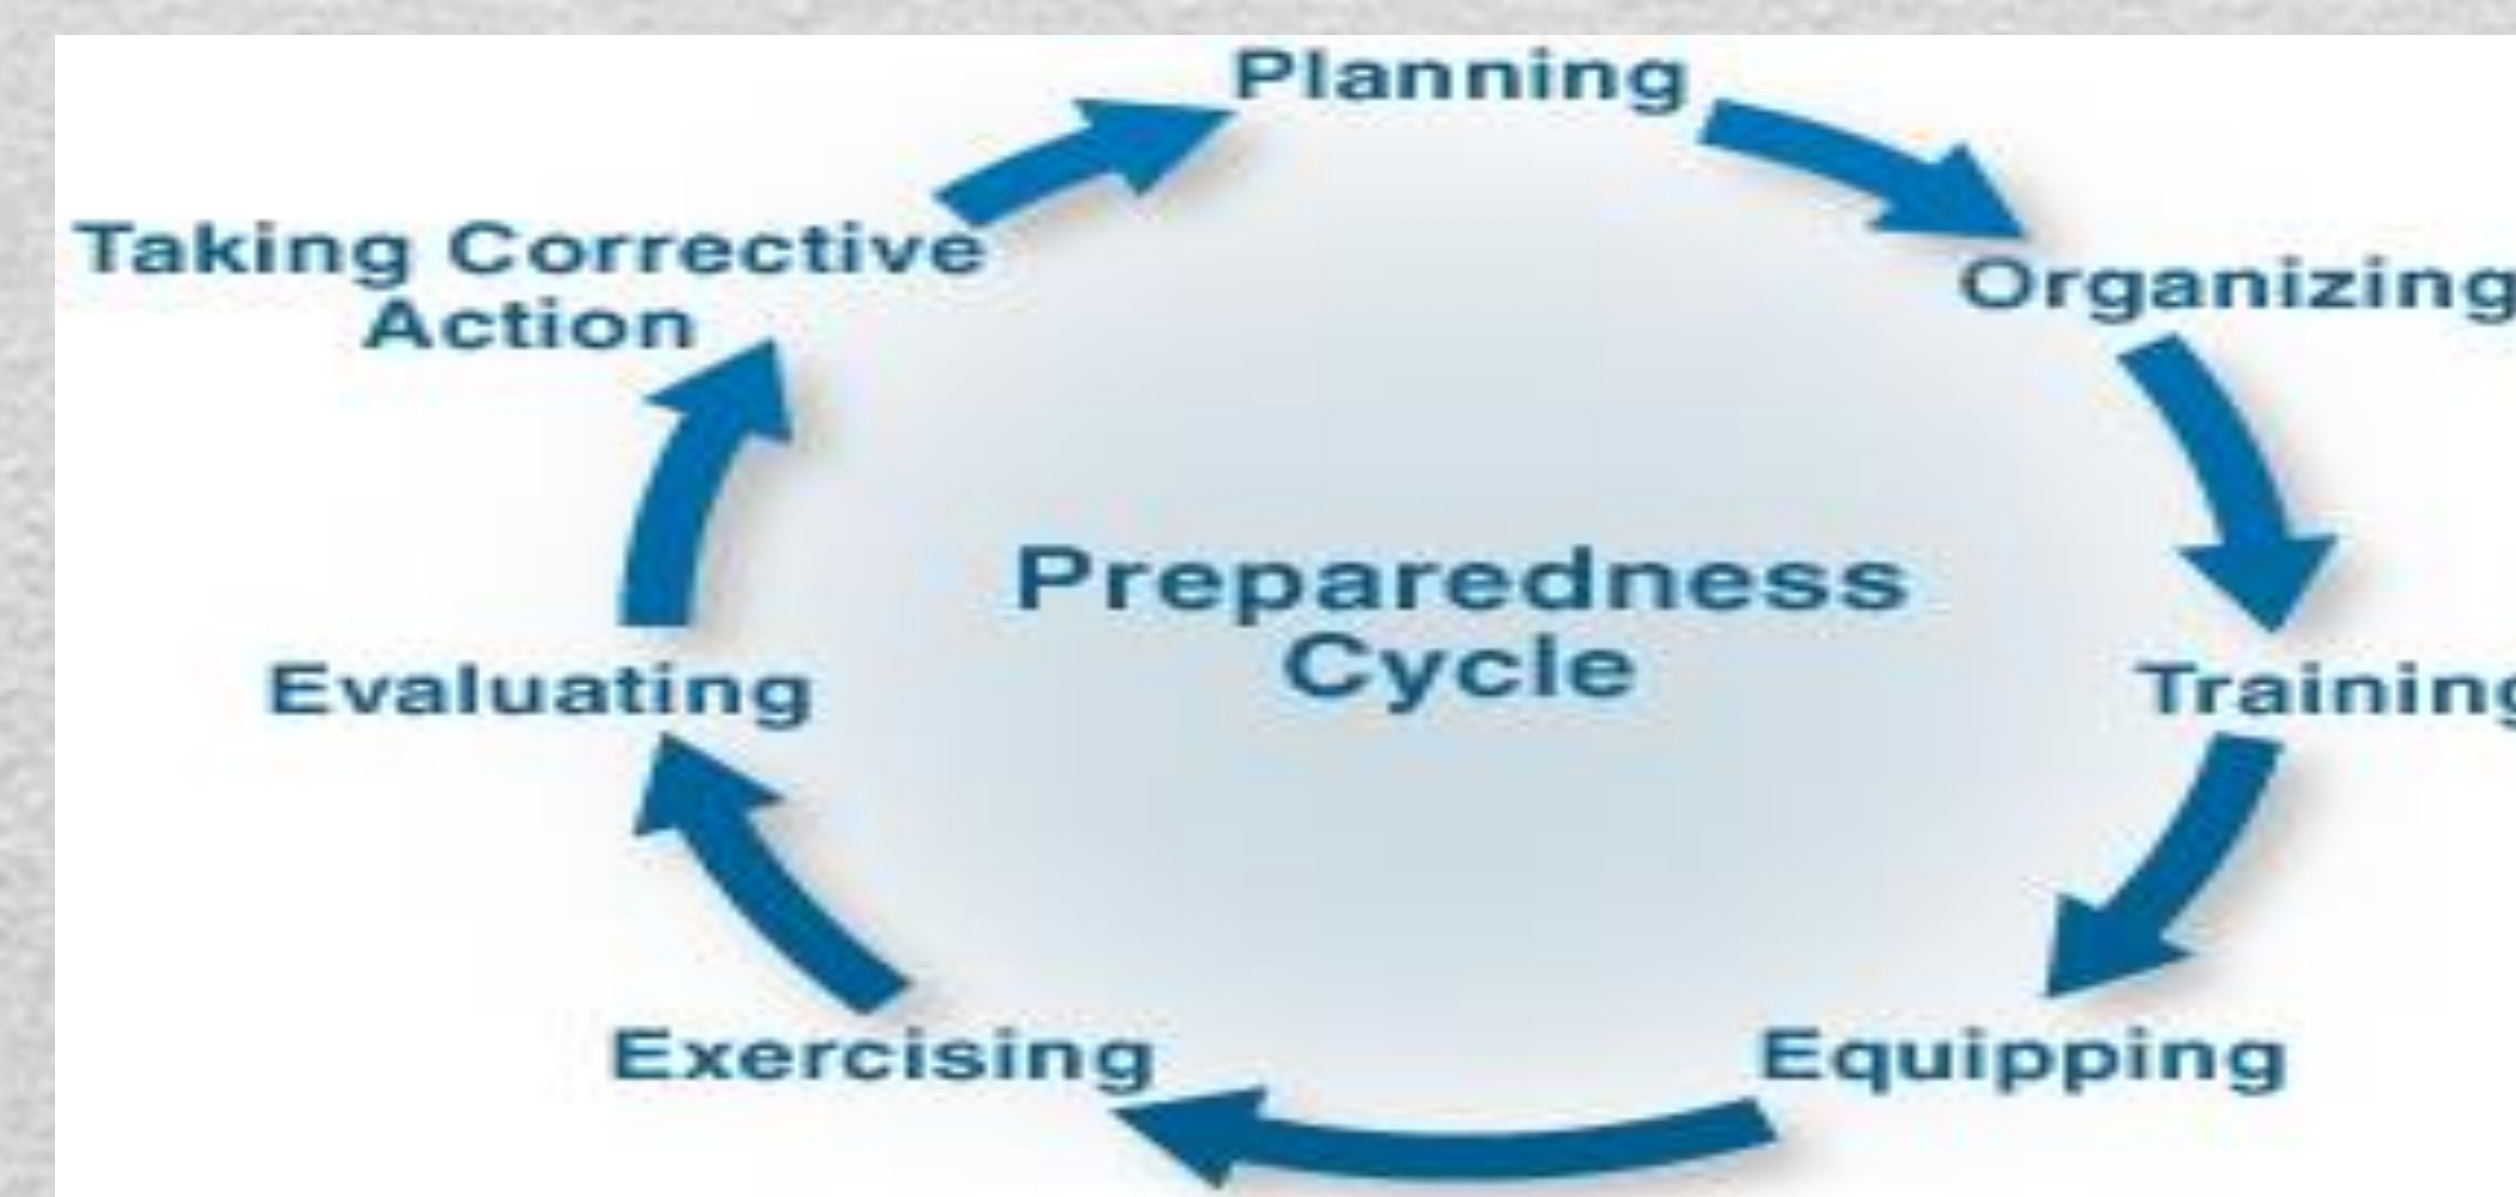 Planning
Organizing
Training
Equipping
Exercising
Evaluating
Taking Corrective
Action
Preparedness
Cycle